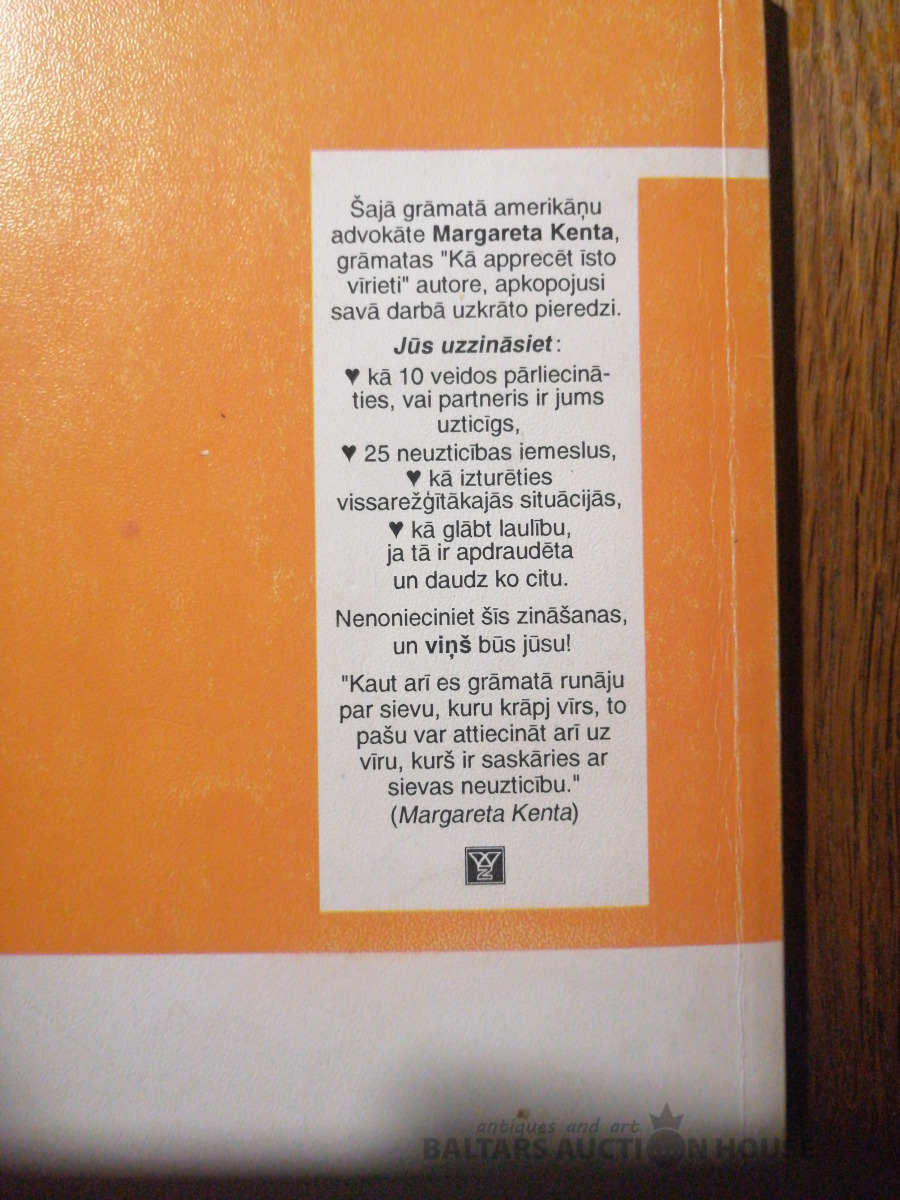 Šajā grāmatā amerikāņu
advokāte Margareta Kenta,
grāmatas "Kā apprecēt īsto
vīrieti" autore, apkopojusi
savā darbā uzkrāto pieredzi.
Jūs uzzināsiet:
♥ kā 10 veidos pārliecinā-
ties, vai partneris ir jums
uzticīgs,
♥ 25 neuzticības iemeslus,
♥ kā izturēties
vissarežģītākajās situācijās,
♥ kā glābt laulību,
ja tā ir apdraudēta
un daudz ko citu.
Nenonieciniet šīs zināšanas,
un viņš būs jūsu!
"Kaut arī es grāmatā runāju
par sievu, kuru krāpj vīrs, to
pašu var attiecināt arī uz
vīru, kurš ir saskāries ar
sievas neuzticību."
(Margareta Kenta)
antiques and art
BALTARS AUCTION HOUSE